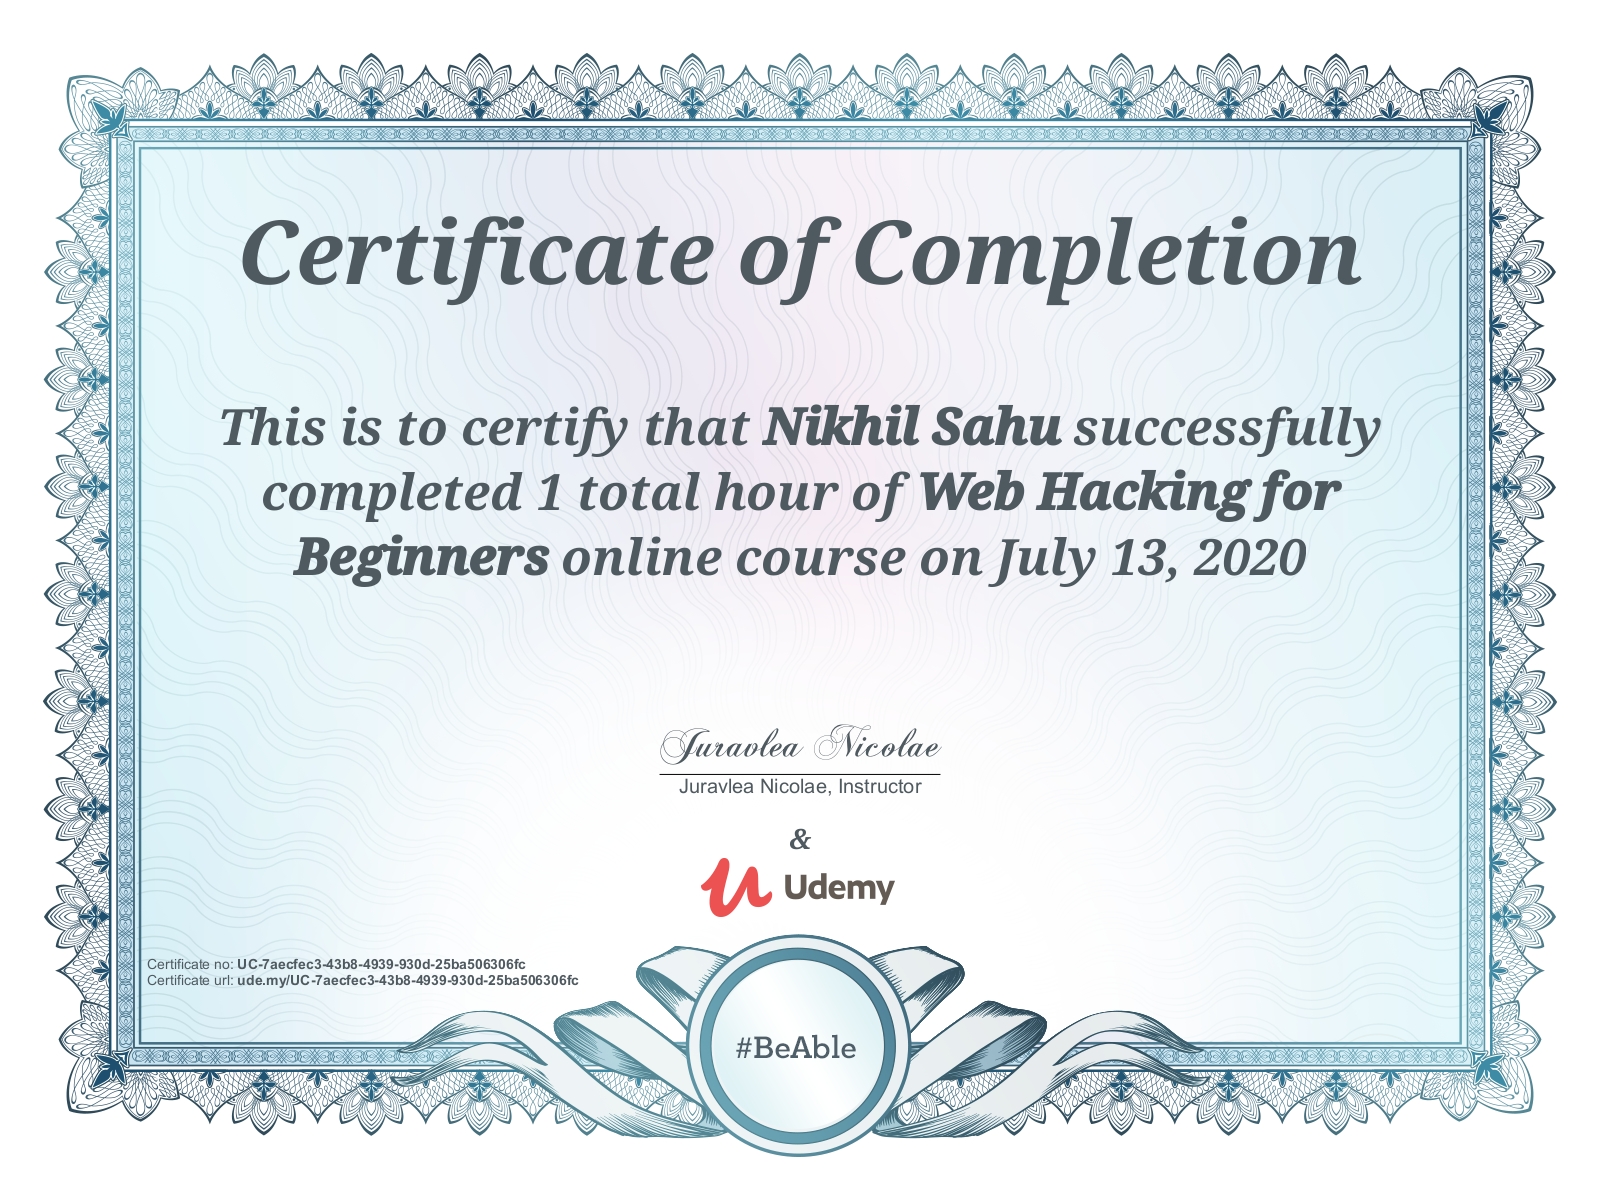 Certificate of Completion
This is to certify that Nikhil Sahu successfully
completed 1 total hour of Web Hacking for
Beginners online course on July 13, 2020
Juravlea Nicolae
Juravlea Nicolae, Instructor
&
Udemy
Certificate no: UC-7aecfec3-43b8-4939-930d-25ba506306fc
Certificate url: ude.my/UC-7aecfec3-43b8-4939-930d-25ba506306fc
#BeAble